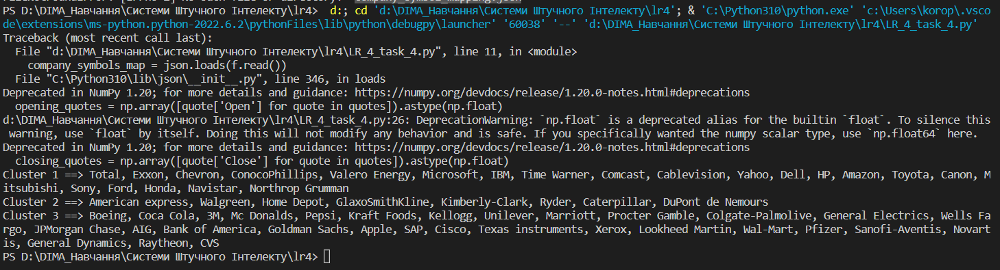 PS D:\DIMA_Навчання\Системи Штучного Інтелекту\lr4>  d:; cd 'd:\DIMA_Навчання\Системи Штучного Інтелекту\lr4'; & 'C:\Python310\python.exe' 'c:\Users\korop\.vsco
de\extensions\ms-python.python-2022.6.2\pythonFiles\lib\python\debugpy\launcher' '60038' '--' 'd:\DIMA_Навчання\Системи Штучного Інтелекту\lr4\LR_4_task_4.py'
Traceback (most recent call last):
  File "d:\DIMA_Навчання\Системи Штучного Інтелекту\lr4\LR_4_task_4.py", line 11, in <module>
    company_symbols_map = json.loads(f.read())
  File "C:\Python310\lib\json\__init__.py", line 346, in loads
Deprecated in NumPy 1.20; for more details and guidance: https://numpy.org/devdocs/release/1.20.0-notes.html#deprecations
  opening_quotes = np.array([quote['Open'] for quote in quotes]).astype(np.float)
d:\DIMA_Навчання\Системи Штучного Інтелекту\lr4\LR_4_task_4.py:26: DeprecationWarning: `np.float` is a deprecated alias for the builtin `float`. To silence this
 warning, use `float` by itself. Doing this will not modify any behavior and is safe. If you specifically wanted the numpy scalar type, use `np.float64` here.
Deprecated in NumPy 1.20; for more details and guidance: https://numpy.org/devdocs/release/1.20.0-notes.html#deprecations
  closing_quotes = np.array([quote['Close'] for quote in quotes]).astype(np.float)
Cluster 1 ==> Total, Exxon, Chevron, ConocoPhillips, Valero Energy, Microsoft, IBM, Time Warner, Comcast, Cablevision, Yahoo, Dell, HP, Amazon, Toyota, Canon, M
itsubishi, Sony, Ford, Honda, Navistar, Northrop Grumman
Cluster 2 ==> American express, Walgreen, Home Depot, GlaxoSmithKline, Kimberly-Clark, Ryder, Caterpillar, DuPont de Nemours
Cluster 3 ==> Boeing, Coca Cola, 3M, Mc Donalds, Pepsi, Kraft Foods, Kellogg, Unilever, Marriott, Procter Gamble, Colgate-Palmolive, General Electrics, Wells Fa
rgo, JPMorgan Chase, AIG, Bank of America, Goldman Sachs, Apple, SAP, Cisco, Texas instruments, Xerox, Lookheed Martin, Wal-Mart, Pfizer, Sanofi-Aventis, Novart
is, General Dynamics, Raytheon, CVS
PS D:\DIMA_Навчання\Системи Штучного Інтелекту\lr4>